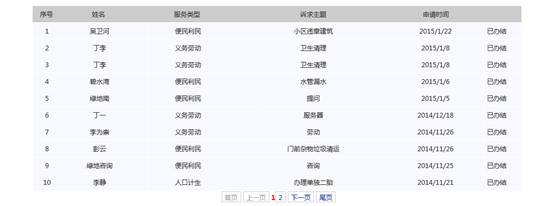 序号 姓名 服务类型 诉求主题 申请时间
1 吴卫河 便民利民 小区违章建筑 2015/1/22 已办结
2 丁李 义务劳动 卫生清理 2015/1/8 已办结
3 丁李 义务劳动 卫生清理 2015/1/8 已办结
4 碧水湾 便民利民 水管漏水 2015/1/6 已办结
5 绿地南 便民利民 提问 2015/1/5 已办结
6 丁一 义务劳动 服务器 2014/12/18 已办结
7 李为崇 义务劳动 劳动 2014/11/26 已办结
8 彭云 便民利民 门前杂物垃圾清运 2014/11/26 已办结
9 绿地咨询 便民利民 咨询 2014/11/25 已办结
10 李静 人口计生 办理单独二胎 2014/11/21 已办结
首页 上一页 1 2 下一页 尾页